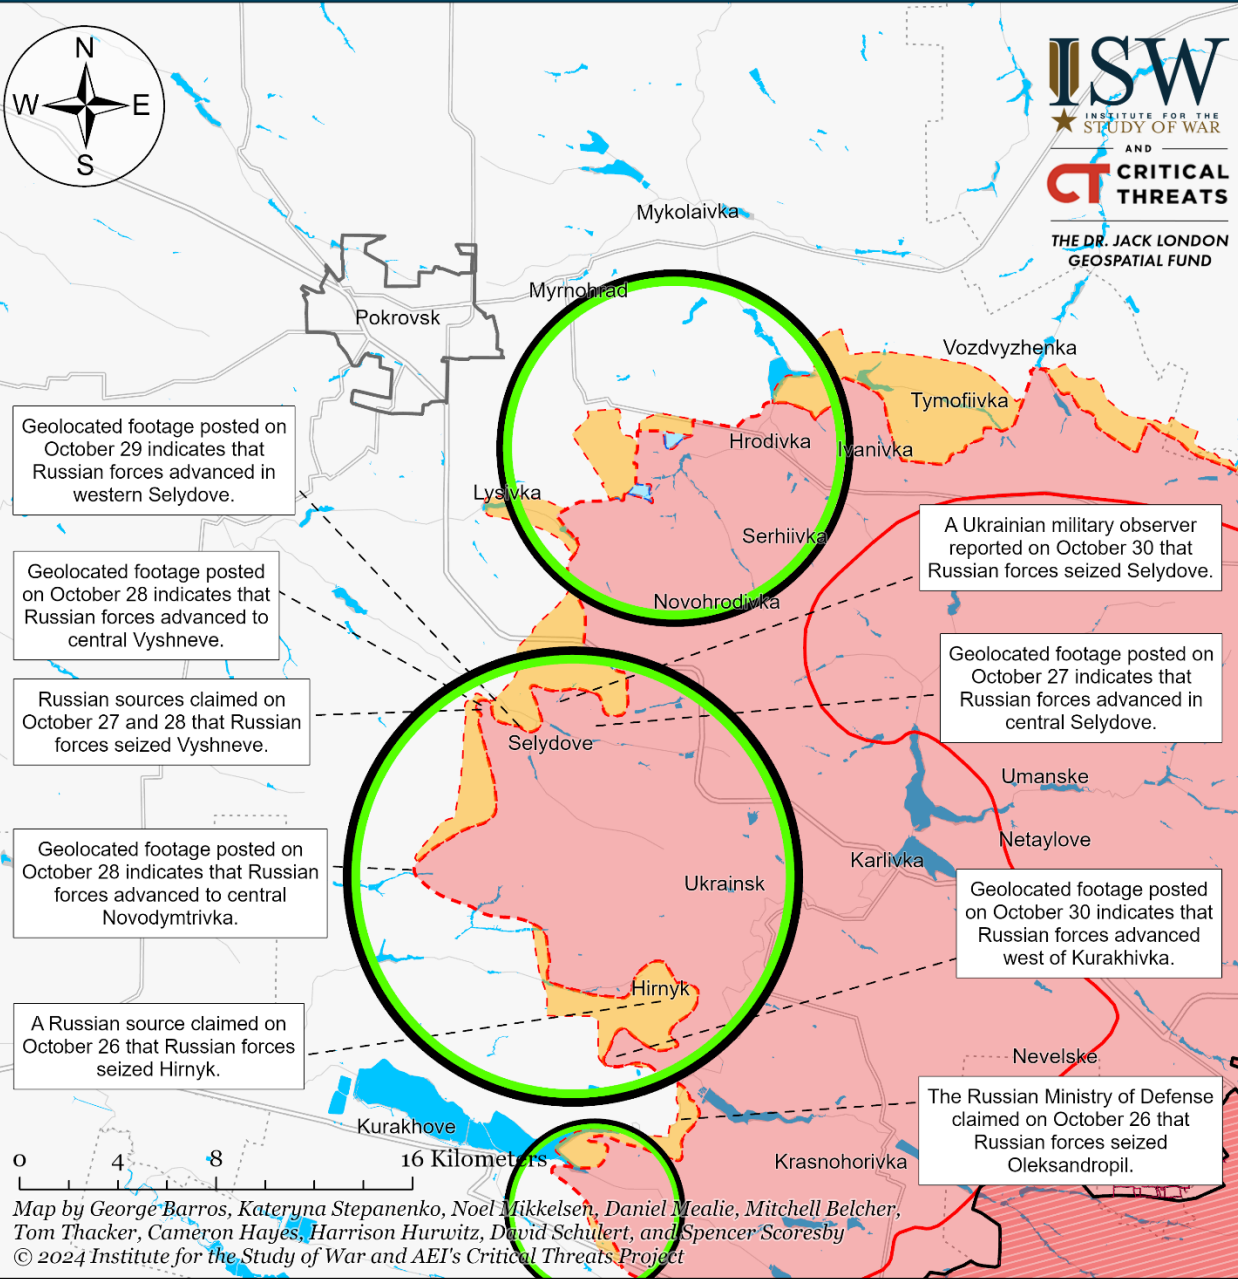 N
W E
S
ISW
INSTITUTE FOR THE
STUDY OF WAR
AND
CT CRITICAL
THREATS
THE DR. JACK LONDON
GEOSPATIAL FUND
Mykolaivka
Myrnohrad
Pokrovsk
Vozdvyzhenka
Tymofiivka
Hrodivka
Ivanivka
Lysivka
Serhiivka
Novohrodivka
Geolocated footage posted on
October 29 indicates that
Russian forces advanced in
western Selydove.
A Ukrainian military observer
reported on October 30 that
Russian forces seized Selydove.
Geolocated footage posted
on October 28 indicates that
Russian forces advanced to
central Vyshneve.
Geolocated footage posted on
October 27 indicates that
Russian forces advanced in
central Selydove.
Russian sources claimed on
October 27 and 28 that Russian
forces seized Vyshneve.
Selydove
Umanske
Netaylove
Karlivka
Ukrainsk
Geolocated footage posted on
October 28 indicates that Russian
forces advanced to central
Novodymtrivka.
Geolocated footage posted
on October 30 indicates that
Russian forces advanced
west of Kurakhivka.
Hirnyk
A Russian source claimed on
October 26 that Russian forces
seized Hirnyk.
Nevelske
The Russian Ministry of Defense
claimed on October 26 that
Russian forces seized
Oleksandropil.
Kurakhove
Krasnohorivka
0 4 8 16 Kilometers
Map by George Barros, Kateryna Stepanenko, Noel Mikkelsen, Daniel Mealie, Mitchell Belcher,
Tom Thacker, Cameron Hayes, Harrison Hurwitz, David Schulert, and Spencer Scoresby
© 2024 Institute for the Study of War and AEI's Critical Threats Project